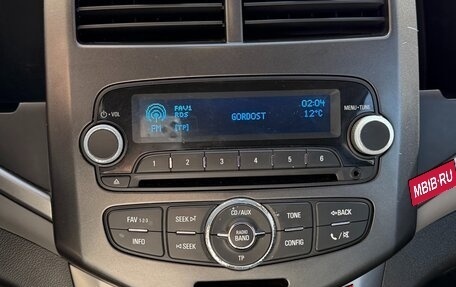 FAV1 02:04
RDS GORDOST 12°C
FM [TP]
VOL MENU-TUNE
1 2 3 4 5 6
FAV 1-2-3 SEEK CD/AUX TONE BACK
INFO SEEK RADIO BAND CONFIG
TP
MBIB.RU